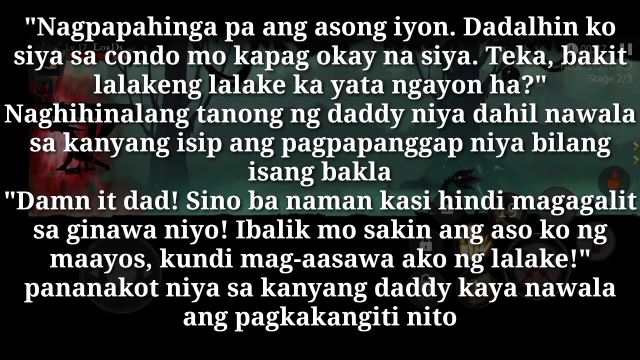 "Nagpapahinga pa ang asong iyon. Dadalhin ko
siya sa condo mo kapag okay na siya. Teka, bakit
lalakeng lalake ka yata ngayon ha?"
Naghihinalang tanong ng daddy niya dahil nawala
sa kanyang isip ang pagpapanggap niya bilang
isang bakla
"Damn it dad! Sino ba naman kasi hindi magagalit
sa ginawa niyo! Ibalik mo sakin ang aso ko ng
maayos, kundi mag-aasawa ako ng lalake!"
pananakot niya sa kanyang daddy kaya nawala
ang pagkakangiti nito
Stage 2/3